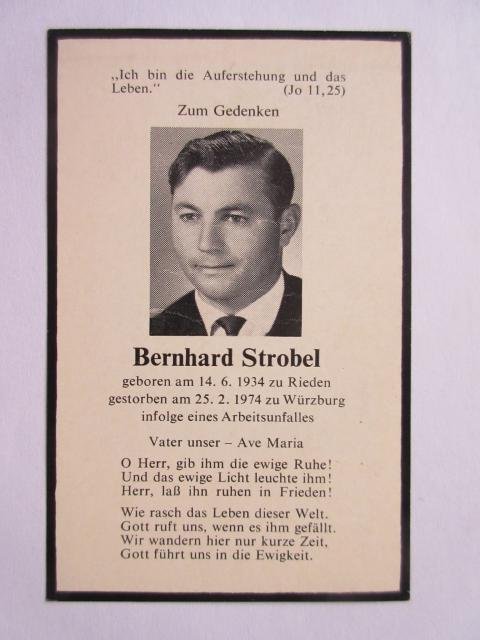 „Ich bin die Auferstehung und das
Leben.“ (Jo 11,25)
Zum Gedenken
Bernhard Strobel
geboren am 14. 6. 1934 zu Rieden
gestorben am 25. 2. 1974 zu Würzburg
infolge eines Arbeitsunfalles
Vater unser – Ave Maria
O Herr, gib ihm die ewige Ruhe!
Und das ewige Licht leuchte ihm!
Herr, laß ihn ruhen in Frieden!
Wie rasch das Leben dieser Welt.
Gott ruft uns, wenn es ihm gefällt.
Wir wandern hier nur kurze Zeit,
Gott führt uns in die Ewigkeit.